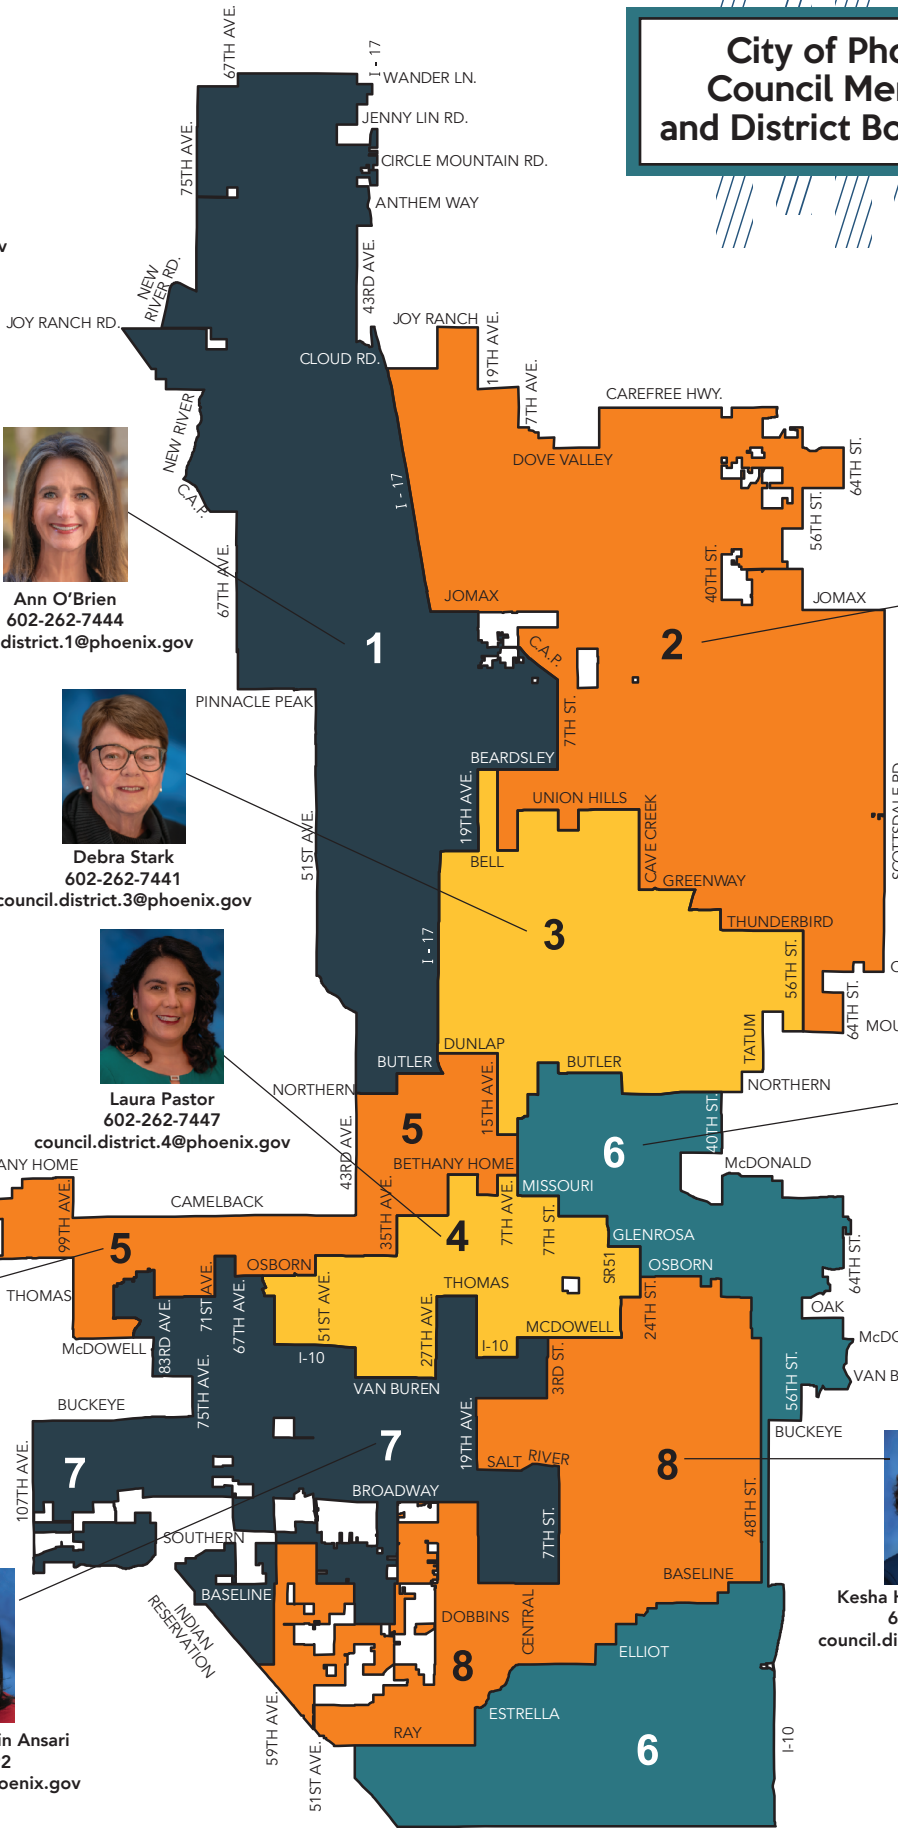 City of Pho
Council Mer
and District Bo
67TH AVE.
I - 17
WANDER LN.
JENNY LIN RD.
75TH AVE.
CIRCLE MOUNTAIN RD.
ANTHEM WAY
v
43RD AVE.
NEW
RIVER RD.
JOY RANCH RD.
JOY RANCH
CLOUD RD.
19TH AVE.
7TH AVE.
CAREFREE HWY.
NEW RIVER
DOVE VALLEY
64TH ST.
C.A.P.
I - 17
56TH ST.
67TH AVE.
40TH ST.
JOMAX
JOMAX
Ann O'Brien
602-262-7444
district.1@phoenix.gov
1
C.A.P.
2
PINNACLE PEAK
7TH ST.
BEARDSLEY
19TH AVE.
UNION HILLS
SCOTTSDALE RD
51ST AVE.
BELL
CAVE CREEK
GREENWAY
Debra Stark
602-262-7441
council.district.3@phoenix.gov
THUNDERBIRD
I - 17
3
56TH ST.
64TH ST.
MOU
TATUM
DUNLAP
BUTLER
BUTLER
NORTHERN
NORTHERN
Laura Pastor
602-262-7447
council.district.4@phoenix.gov
43RD AVE.
5
15TH AVE.
6
40TH ST.
ANY HOME
BETHANY HOME
McDONALD
MISSOURI
99TH AVE.
CAMELBACK
35TH AVE.
4
7TH AVE.
7TH ST.
GLENROSA
5
OSBORN
SR51
OSBORN
64TH ST.
THOMAS
71ST AVE.
67TH AVE.
51ST AVE.
THOMAS
24TH ST.
OAK
McDOWELL
83RD AVE.
I-10
27TH AVE.
I-10
McDOWELL
McDO
3RD ST.
VAN BUREN
56TH ST.
VAN B
BUCKEYE
75TH AVE.
19TH AVE.
BUCKEYE
107TH AVE.
7
7
SALT RIVER
8
BROADWAY
48TH ST.
SOUTHERN
7TH ST.
BASELINE
BASELINE
INDIAN
RESERVATION
DOBBINS
CENTRAL
Kesha H
6
council.di
8
ELLIOT
59TH AVE.
ESTRELLA
RAY
6
I-10
51ST AVE.
in Ansari
2
oenix.gov